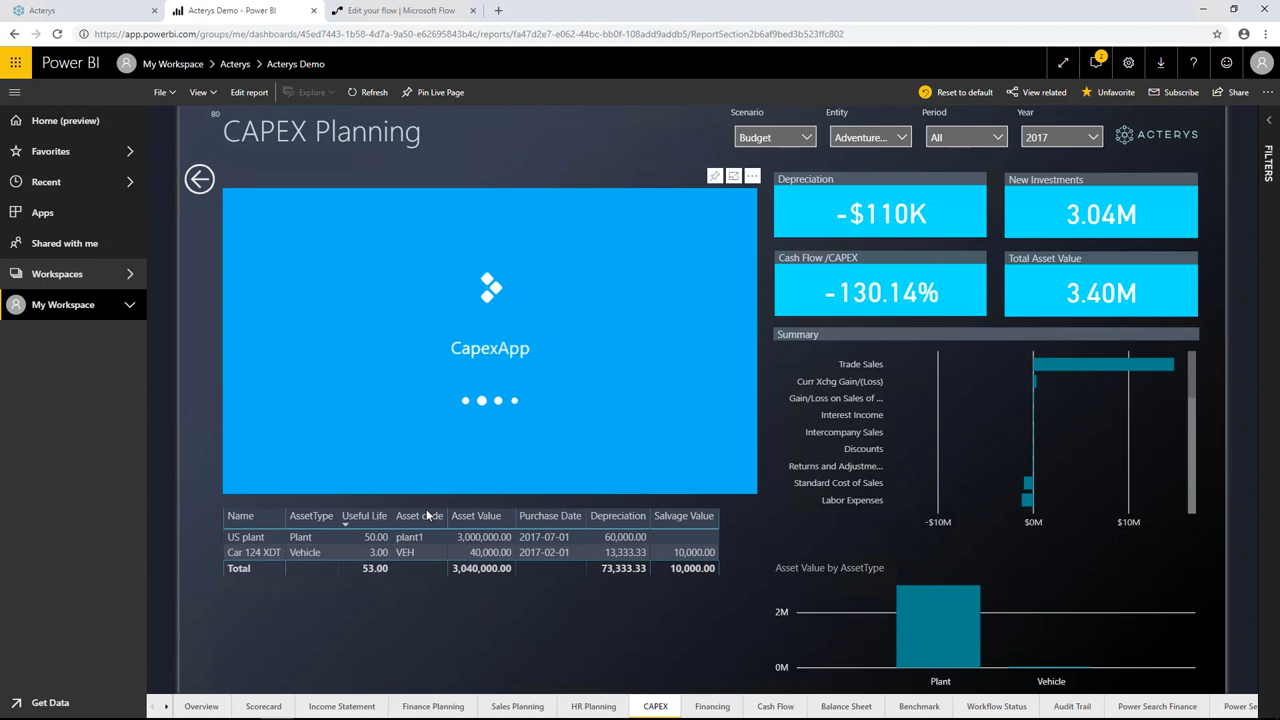 Acterys
Acterys Demo - Power BI
Edit your flow | Microsoft Flow
https://app.powerbi.com/groups/me/dashboards/45ed7443-1b58-4d7a-9a50-e62695843b4c/reports/fa47d2e7-e062-44bc-bb0f-108add9addb5/ReportSection2b6af9bed3b523ffc802
Power BI My Workspace > Acterys > Acterys Demo 2
File View Edit report Explore Refresh Pin Live Page Reset to default View related Unfavorite Subscribe Share
Home (preview)
Favorites
Recent
Apps
Shared with me
Workspaces
My Workspace
Get Data
80
CAPEX Planning
Scenario Entity Period Year
Budget Adventure... All 2017 ACTERYS
FILTERS
CapexApp
Depreciation
-$110K
New Investments
3.04M
Cash Flow /CAPEX
-130.14%
Total Asset Value
3.40M
Summary
Trade Sales
Curr Xchg Gain/(Loss)
Gain/Loss on Sales of ...
Interest Income
Intercompany Sales
Discounts
Returns and Adjustme...
Standard Cost of Sales
Labor Expenses
-$10M $0M $10M
Name AssetType Useful Life Asset code Asset Value Purchase Date Depreciation Salvage Value
US plant Plant 50.00 plant1 3,000,000.00 2017-07-01 60,000.00
Car 124 XDT Vehicle 3.00 VEH 40,000.00 2017-02-01 13,333.33 10,000.00
Total 53.00 3,040,000.00 73,333.33 10,000.00
Asset Value by AssetType
2M
0M
Plant Vehicle
Overview Scorecard Income Statement Finance Planning Sales Planning HR Planning CAPEX Financing Cash Flow Balance Sheet Benchmark Workflow Status Audit Trail Power Search Finance Power Se